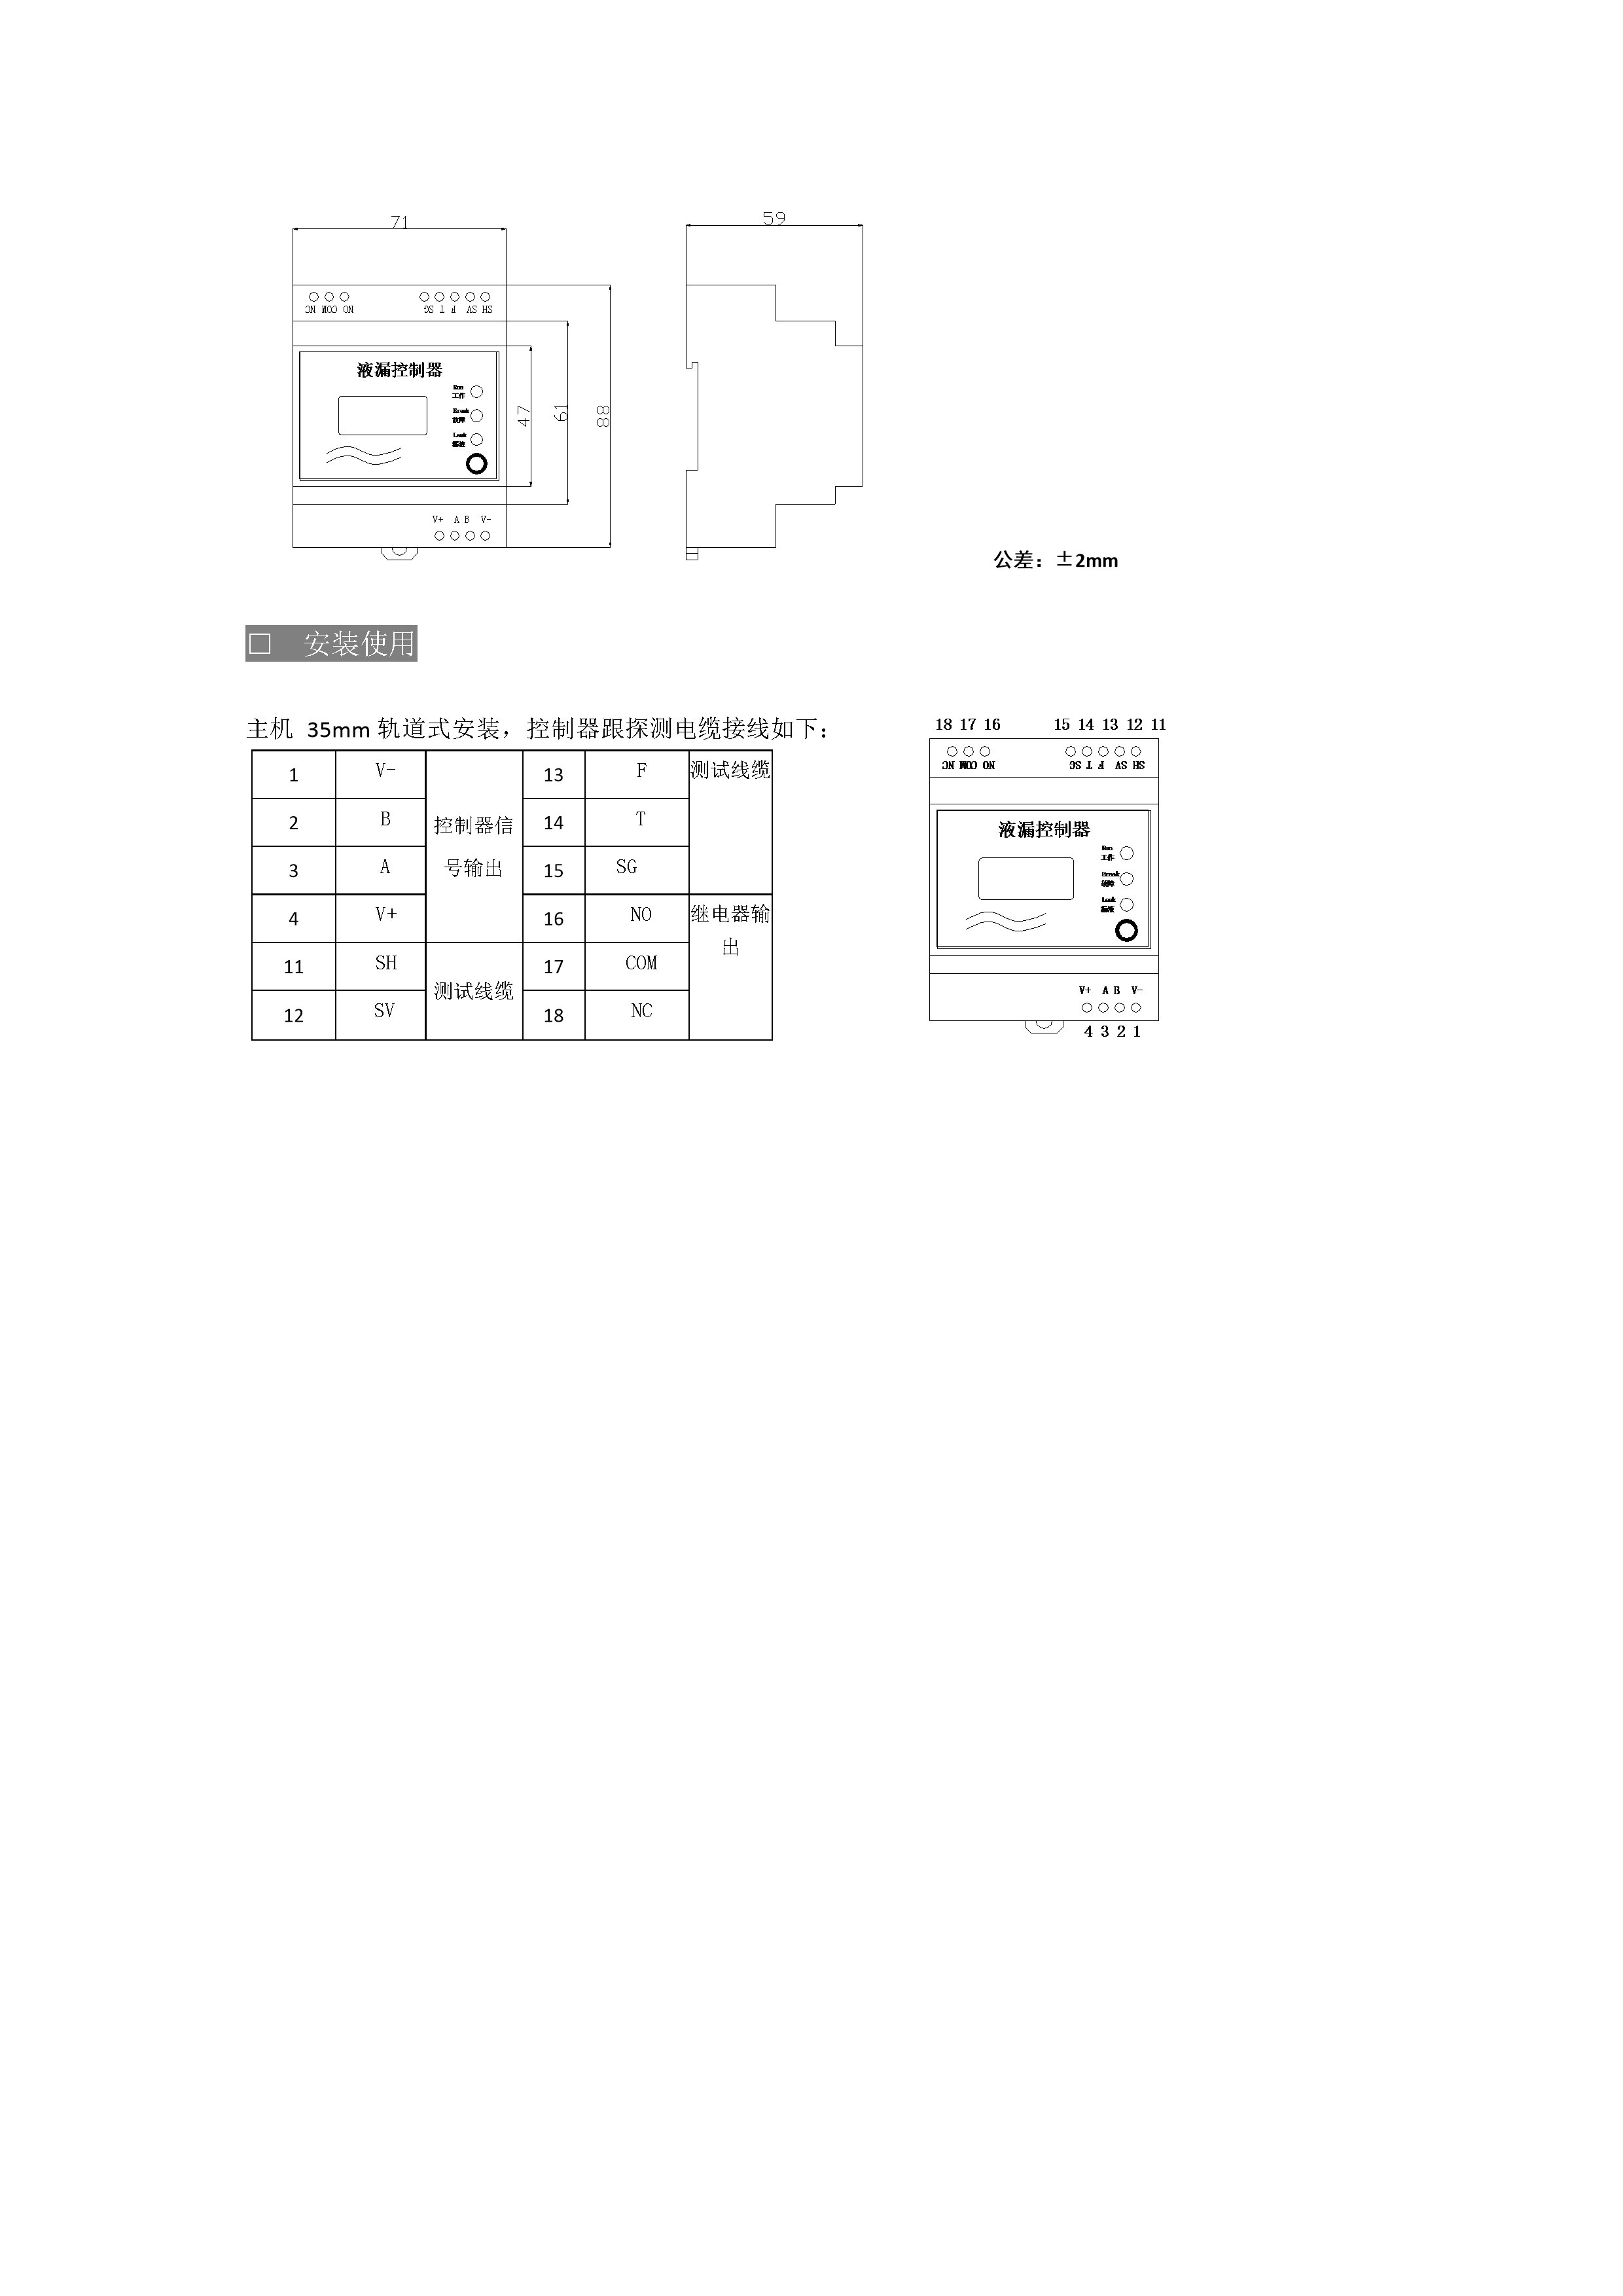 71
59
NC COM NO SG T F SV SH
液漏控制器
Run
工作
Break
故障
Leak
漏液
47
61
88
V+ A B V-
公差：±2mm
□ 安装使用
主机 35mm 轨道式安装，控制器跟探测电缆接线如下：
1 V- 控制器信号输出 13 F 测试线缆
2 B 14 T
3 A 15 SG
4 V+ 16 NO 继电器输出
11 SH 测试线缆 17 COM
12 SV 18 NC
18 17 16 15 14 13 12 11
NC COM NO SG T F SV SH
液漏控制器
Run
工作
Break
故障
Leak
漏液
V+ A B V-
4 3 2 1